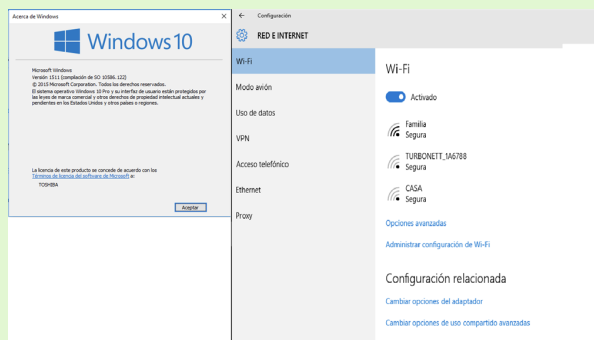 Acerca de Windows
Windows 10
Microsoft Windows
Versión 1511 (compilación de SO 10586.122)
© 2015 Microsoft Corporation. Todos los derechos reservados.
El sistema operativo Windows 10 Pro y su interfaz de usuario están protegidos por
las leyes de marca comercial y otros derechos de propiedad intelectual actuales y
pendientes en los Estados Unidos y otros países o regiones.
La licencia de este producto se concede de acuerdo con los
Términos de licencia del software de Microsoft a:
TOSHIBA
Aceptar
Configuración
RED E INTERNET
Wi-Fi
Modo avión
Uso de datos
VPN
Acceso telefónico
Ethernet
Proxy
Wi-Fi
Activado
Familia
Segura
TURBONETT_1A6788
Segura
CASA
Segura
Opciones avanzadas
Administrar configuración de Wi-Fi
Configuración relacionada
Cambiar opciones del adaptador
Cambiar opciones de uso compartido avanzadas